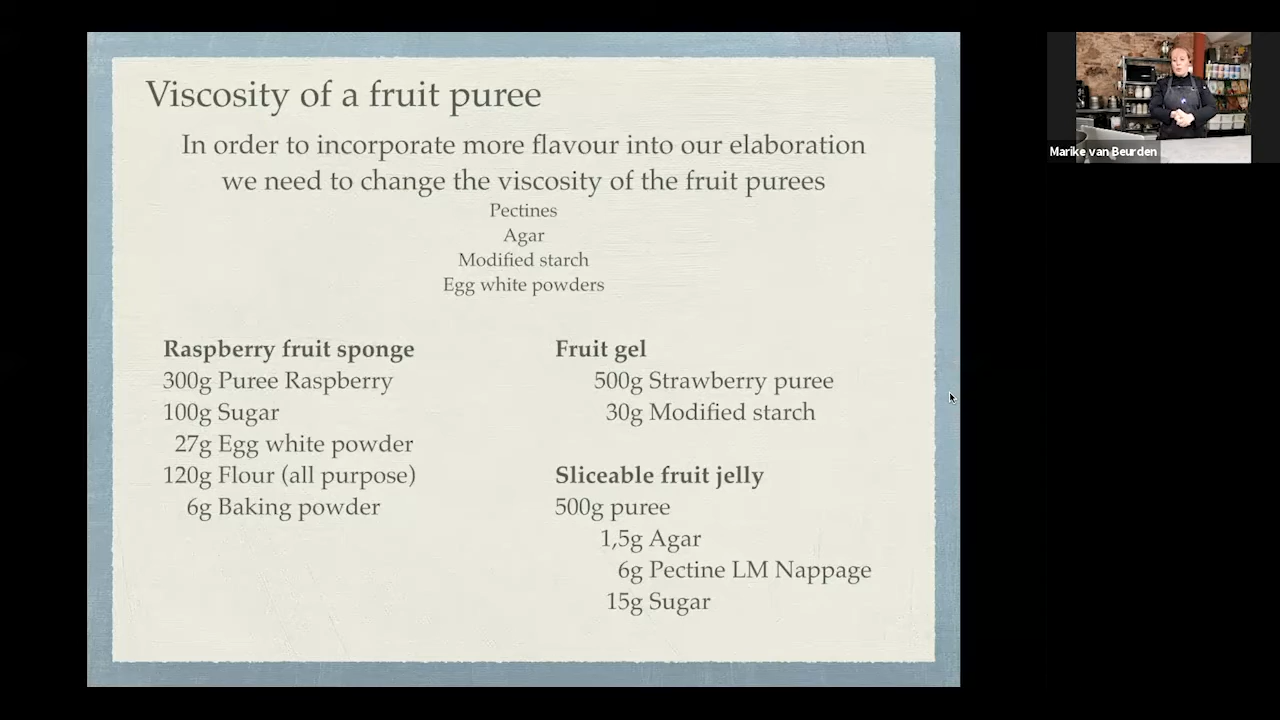 Viscosity of a fruit puree
In order to incorporate more flavour into our elaboration
we need to change the viscosity of the fruit purees
Pectines
Agar
Modified starch
Egg white powders
Raspberry fruit sponge
300g Puree Raspberry
100g Sugar
27g Egg white powder
120g Flour (all purpose)
6g Baking powder
Fruit gel
500g Strawberry puree
30g Modified starch
Sliceable fruit jelly
500g puree
1,5g Agar
6g Pectine LM Nappage
15g Sugar
Marike van Beurden